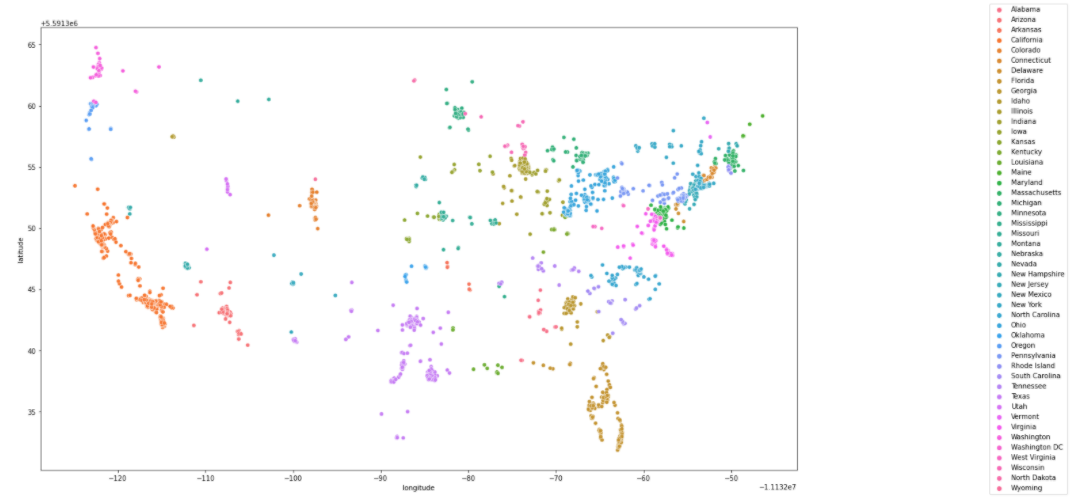 +5.5913e6
65
60
55
50
45
40
35
latitude
−120
−110
−100
−90
−80
−70
−60
−50
longitude
−1.1132e7
Alabama
Arizona
Arkansas
California
Colorado
Connecticut
Delaware
Florida
Georgia
Idaho
Illinois
Indiana
Iowa
Kansas
Kentucky
Louisiana
Maine
Maryland
Massachusetts
Michigan
Minnesota
Mississippi
Missouri
Montana
Nebraska
Nevada
New Hampshire
New Jersey
New Mexico
New York
North Carolina
Ohio
Oklahoma
Oregon
Pennsylvania
Rhode Island
South Carolina
Tennessee
Texas
Utah
Vermont
Virginia
Washington
Washington DC
West Virginia
Wisconsin
North Dakota
Wyoming